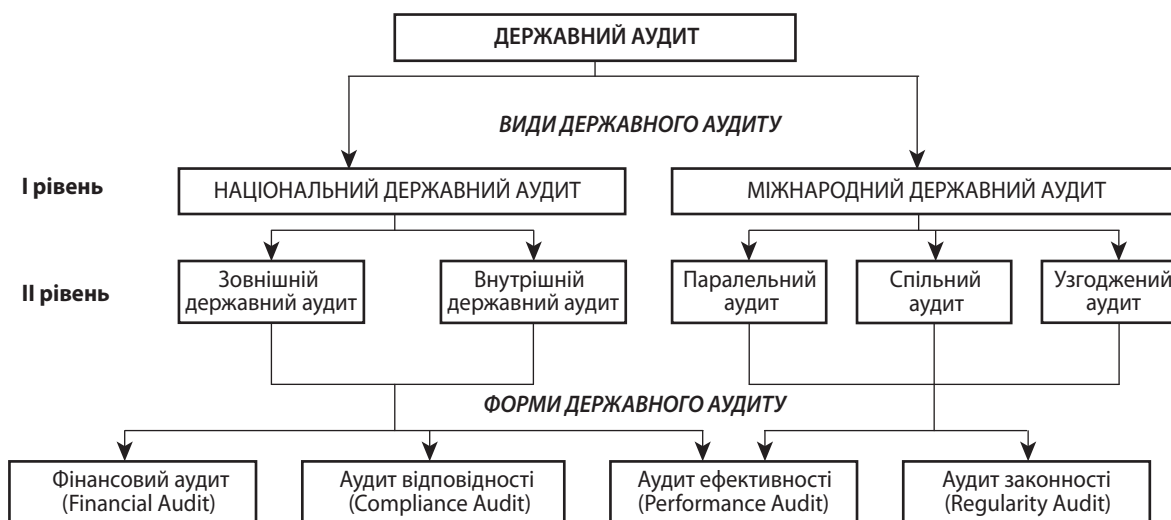 ДЕРЖАВНИЙ АУДИТ
ВИДИ ДЕРЖАВНОГО АУДИТУ
І рівень
НАЦІОНАЛЬНИЙ ДЕРЖАВНИЙ АУДИТ
МІЖНАРОДНИЙ ДЕРЖАВНИЙ АУДИТ
ІІ рівень
Зовнішній
державний аудит
Внутрішній
державний аудит
Паралельний
аудит
Спільний
аудит
Узгоджений
аудит
ФОРМИ ДЕРЖАВНОГО АУДИТУ
Фінансовий аудит
(Financial Audit)
Аудит відповідності
(Compliance Audit)
Аудит ефективності
(Performance Audit)
Аудит законності
(Regularity Audit)